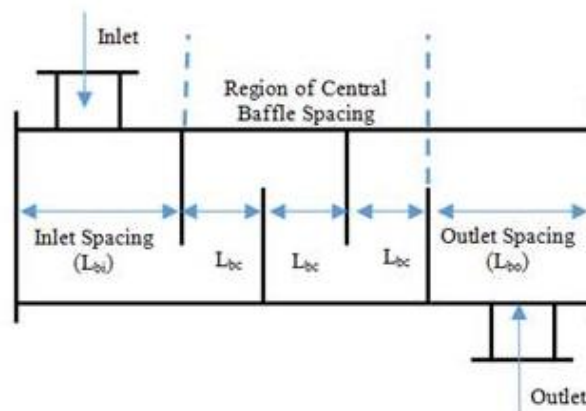 Inlet
Region of Central
Baffle Spacing
Inlet Spacing
(Lbi)
Lbc
Lbc
Lbc
Outlet Spacing
(Lbo)
Outlet